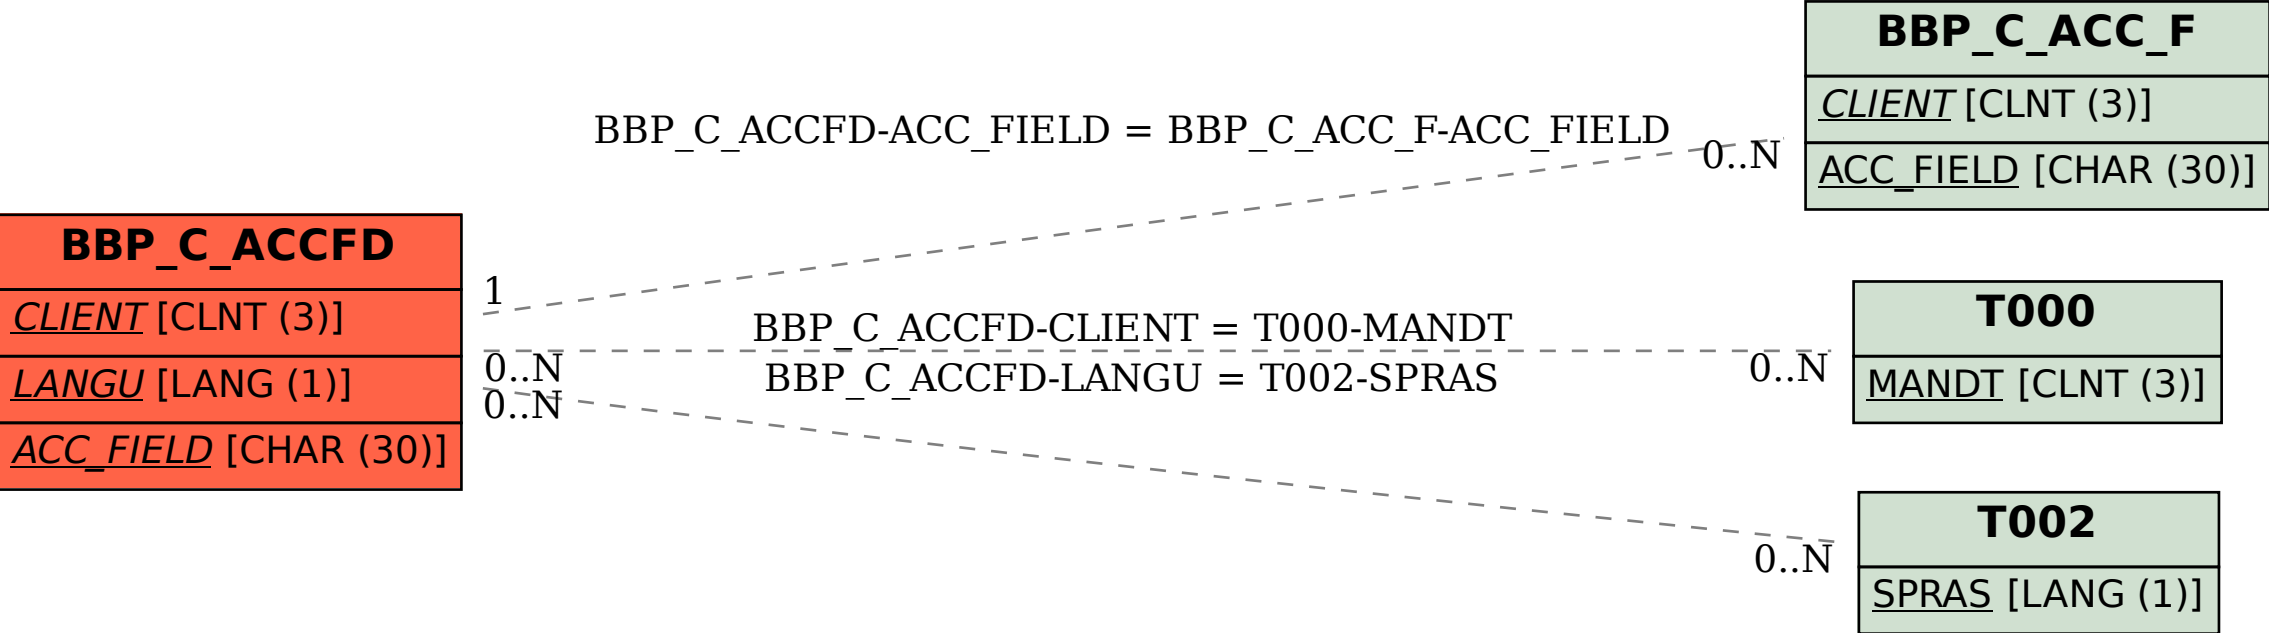 BBP_C_ACC_F
CLIENT [CLNT (3)]
ACC_FIELD [CHAR (30)]
BBP_C_ACCFD-ACC_FIELD = BBP_C_ACC_F-ACC_FIELD
0..N
BBP_C_ACCFD
CLIENT [CLNT (3)]
LANGU [LANG (1)]
ACC_FIELD [CHAR (30)]
1
0..N
0..N
BBP_C_ACCFD-CLIENT = T000-MANDT
BBP_C_ACCFD-LANGU = T002-SPRAS
0..N
T000
MANDT [CLNT (3)]
0..N
T002
SPRAS [LANG (1)]